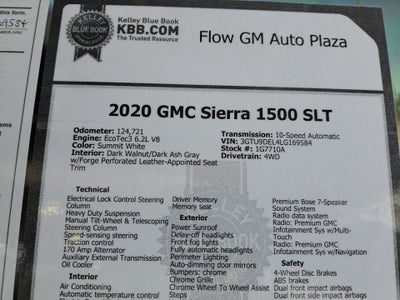 this form.
09584
KELLEY
BLUE BOOK
Kelley Blue Book
KBB.COM
The Trusted Resource
Flow GM Auto Plaza
2020 GMC Sierra 1500 SLT
Odometer: 124,721
Engine: EcoTec3 6.2L V8
Color: Summit White
Interior: Dark Walnut/Dark Ash Gray
w/Forge Perforated Leather-Appointed Seat
Trim
Transmission: 10-Speed Automatic
VIN: 3GTU9DEL4LG169584
Stock #: 1G7710A
Drivetrain: 4WD
Technical
Electrical Lock Control Steering
Column
Heavy Duty Suspension
Manual Tilt-Wheel & Telescoping
Steering Column
Speed-sensing steering
Traction control
170 Amp Alternator
Auxiliary External Transmission
Oil Cooler
Interior
Air Conditioning
Automatic temperature control
Driver Memory
Memory seat
Exterior
Power Sunroof
Delay-off headlights
Front fog lights
Fully automatic headlights
Perimeter Lighting
Auto-dimming door mirrors
Bumpers: chrome
Chrome Grille
Chrome Wheel To Wheel Assist
Steps
Premium Bose 7-Speaker
Sound System
Radio data system
Radio: Premium GMC
Infotainment Sys w/Multi-
Touch
Radio: Premium GMC
Infotainment Sys w/Navigation
Safety
4-Wheel Disc Brakes
ABS brakes
Dual front impact airbags